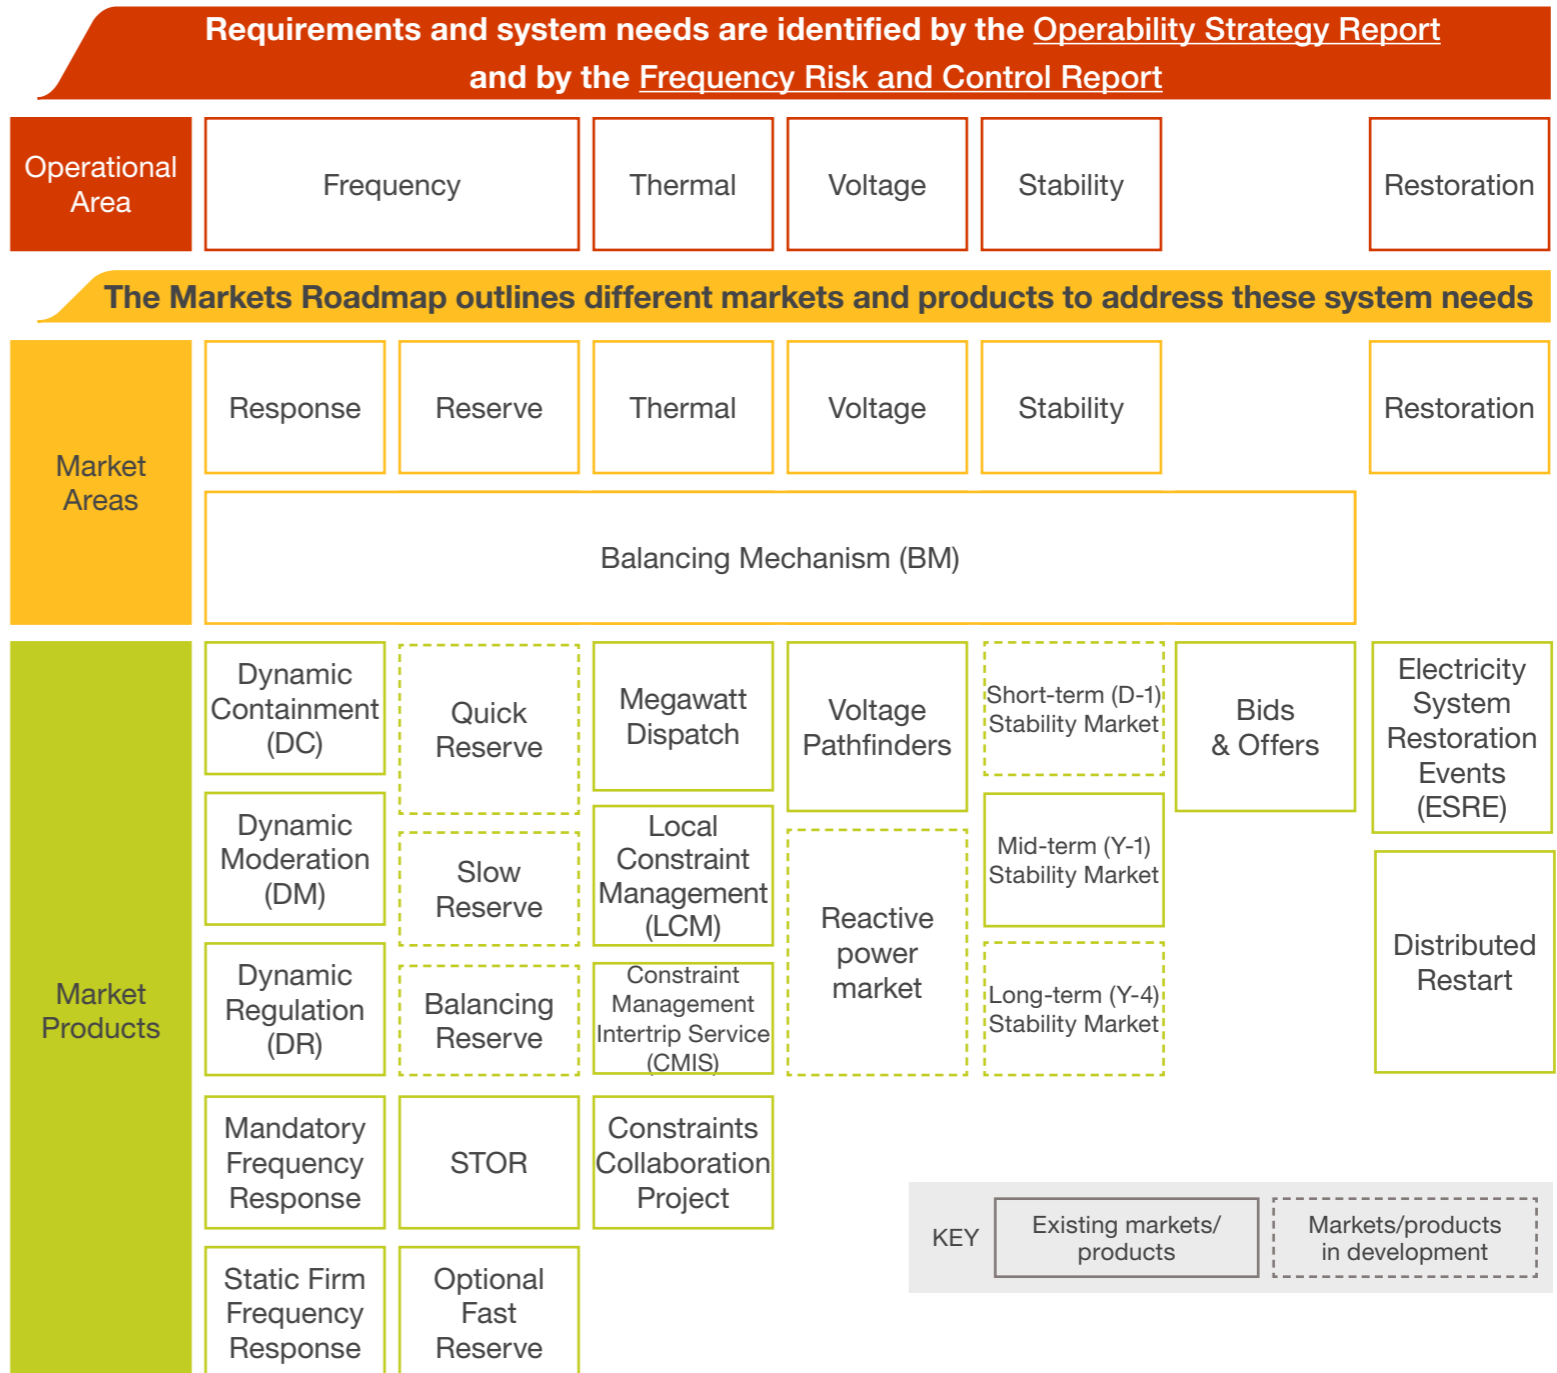 Requirements and system needs are identified by the Operability Strategy Report
and by the Frequency Risk and Control Report
Operational
Area
Frequency
Thermal
Voltage
Stability
Restoration
The Markets Roadmap outlines different markets and products to address these system needs
Market
Areas
Response
Reserve
Thermal
Voltage
Stability
Restoration
Balancing Mechanism (BM)
Market
Products
Dynamic
Containment
(DC)
Dynamic
Moderation
(DM)
Dynamic
Regulation
(DR)
Mandatory
Frequency
Response
Static Firm
Frequency
Response
Quick
Reserve
Slow
Reserve
Balancing
Reserve
STOR
Optional
Fast
Reserve
Megawatt
Dispatch
Local
Constraint
Management
(LCM)
Constraint
Management
Intertrip Service
(CMIS)
Constraints
Collaboration
Project
Voltage
Pathfinders
Reactive
power
market
Short-term (D-1)
Stability Market
Mid-term (Y-1)
Stability Market
Long-term (Y-4)
Stability Market
Bids
& Offers
Electricity
System
Restoration
Events
(ESRE)
Distributed
Restart
KEY
Existing markets/
products
Markets/products
in development